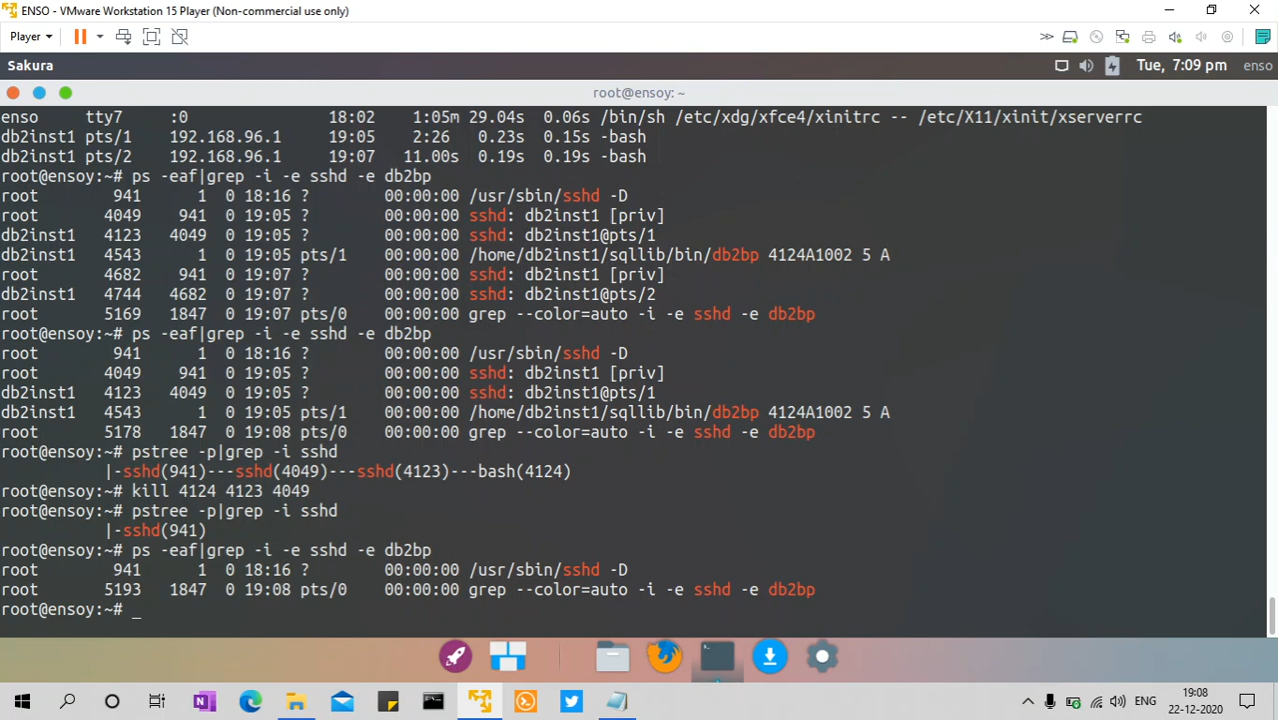 ENSO - VMware Workstation 15 Player (Non-commercial use only)
Player
Sakura
Tue, 7:09 pm
enso
root@ensoy: ~
enso     tty7     :0               18:02    1:05m 29.04s  0.06s /bin/sh /etc/xdg/xfce4/xinitrc -- /etc/X11/xinit/xserverrc
db2inst1 pts/1    192.168.96.1     19:05    2:26   0.23s  0.15s -bash
db2inst1 pts/2    192.168.96.1     19:07   11.00s  0.19s  0.19s -bash
root@ensoy:~# ps -eaf|grep -i -e sshd -e db2bp
root       941     1  0 18:16 ?        00:00:00 /usr/sbin/sshd -D
root      4049   941  0 19:05 ?        00:00:00 sshd: db2inst1 [priv]
db2inst1  4123  4049  0 19:05 ?        00:00:00 sshd: db2inst1@pts/1
db2inst1  4543     1  0 19:05 pts/1    00:00:00 /home/db2inst1/sqllib/bin/db2bp 4124A1002 5 A
root      4682   941  0 19:07 ?        00:00:00 sshd: db2inst1 [priv]
db2inst1  4744  4682  0 19:07 ?        00:00:00 sshd: db2inst1@pts/2
root      5169  1847  0 19:07 pts/0    00:00:00 grep --color=auto -i -e sshd -e db2bp
root@ensoy:~# ps -eaf|grep -i -e sshd -e db2bp
root       941     1  0 18:16 ?        00:00:00 /usr/sbin/sshd -D
root      4049   941  0 19:05 ?        00:00:00 sshd: db2inst1 [priv]
db2inst1  4123  4049  0 19:05 ?        00:00:00 sshd: db2inst1@pts/1
db2inst1  4543     1  0 19:05 pts/1    00:00:00 /home/db2inst1/sqllib/bin/db2bp 4124A1002 5 A
root      5178  1847  0 19:08 pts/0    00:00:00 grep --color=auto -i -e sshd -e db2bp
root@ensoy:~# pstree -p|grep -i sshd
           |-sshd(941)---sshd(4049)---sshd(4123)---bash(4124)
root@ensoy:~# kill 4124 4123 4049
root@ensoy:~# pstree -p|grep -i sshd
           |-sshd(941)
root@ensoy:~# ps -eaf|grep -i -e sshd -e db2bp
root       941     1  0 18:16 ?        00:00:00 /usr/sbin/sshd -D
root      5193  1847  0 19:08 pts/0    00:00:00 grep --color=auto -i -e sshd -e db2bp
root@ensoy:~# _
ENG
19:08
22-12-2020